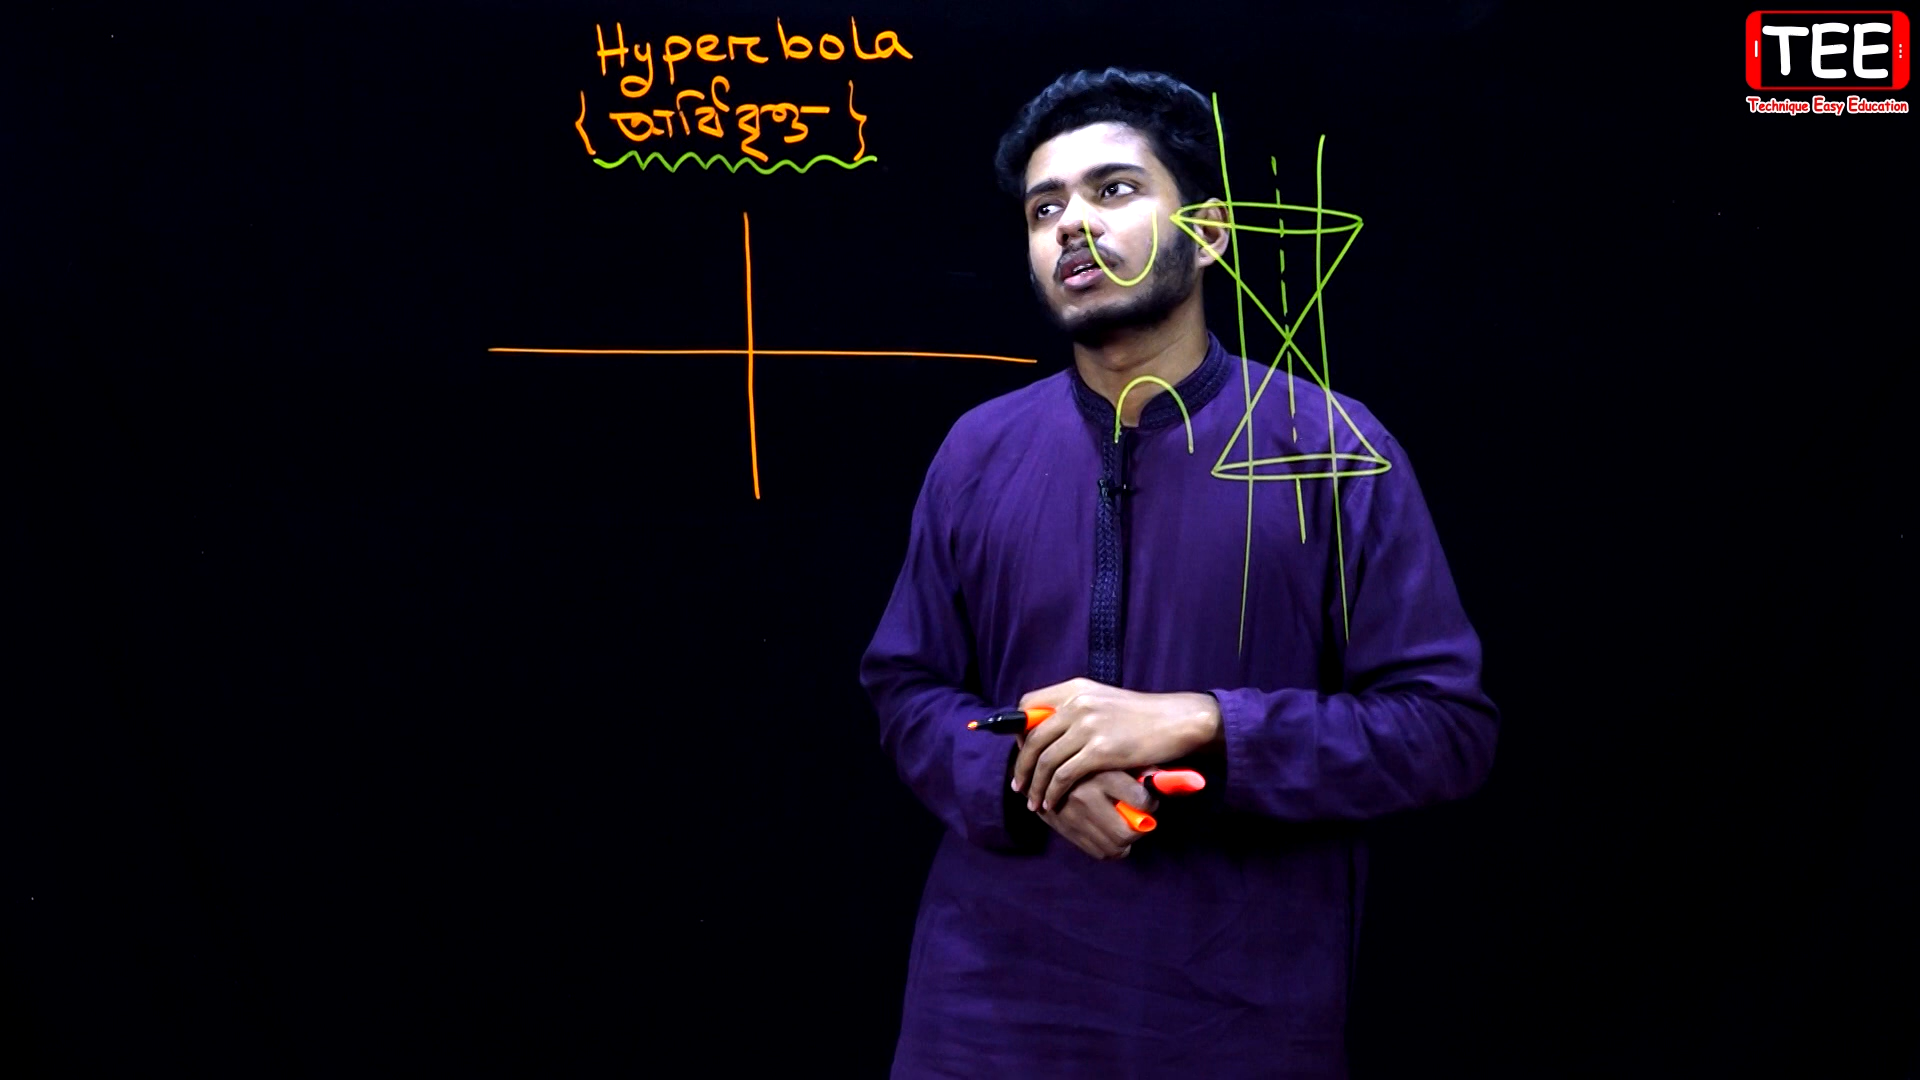 Hyperbola
{অধিবৃত্ত}
TEE
Technique Easy Education